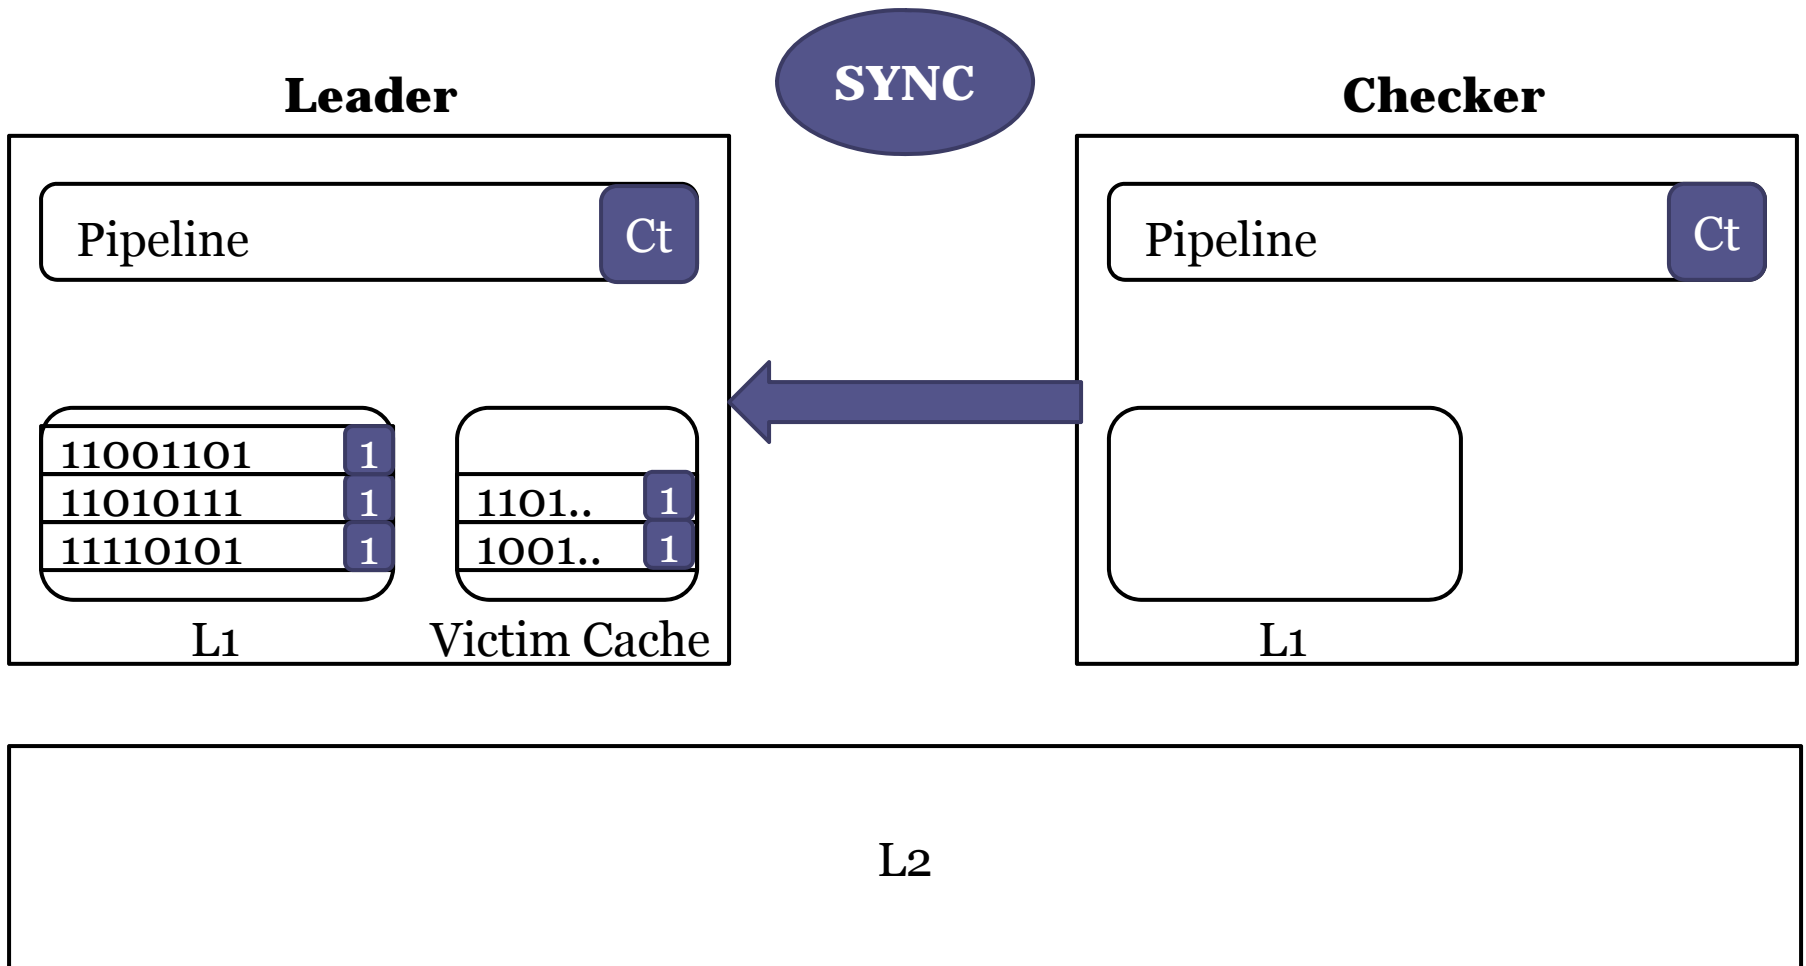 SYNC
Leader
Checker
Pipeline
Ct
Pipeline
Ct
11001101 1
11010111 1
11110101 1
1101.. 1
1001.. 1
L1
Victim Cache
L1
L2